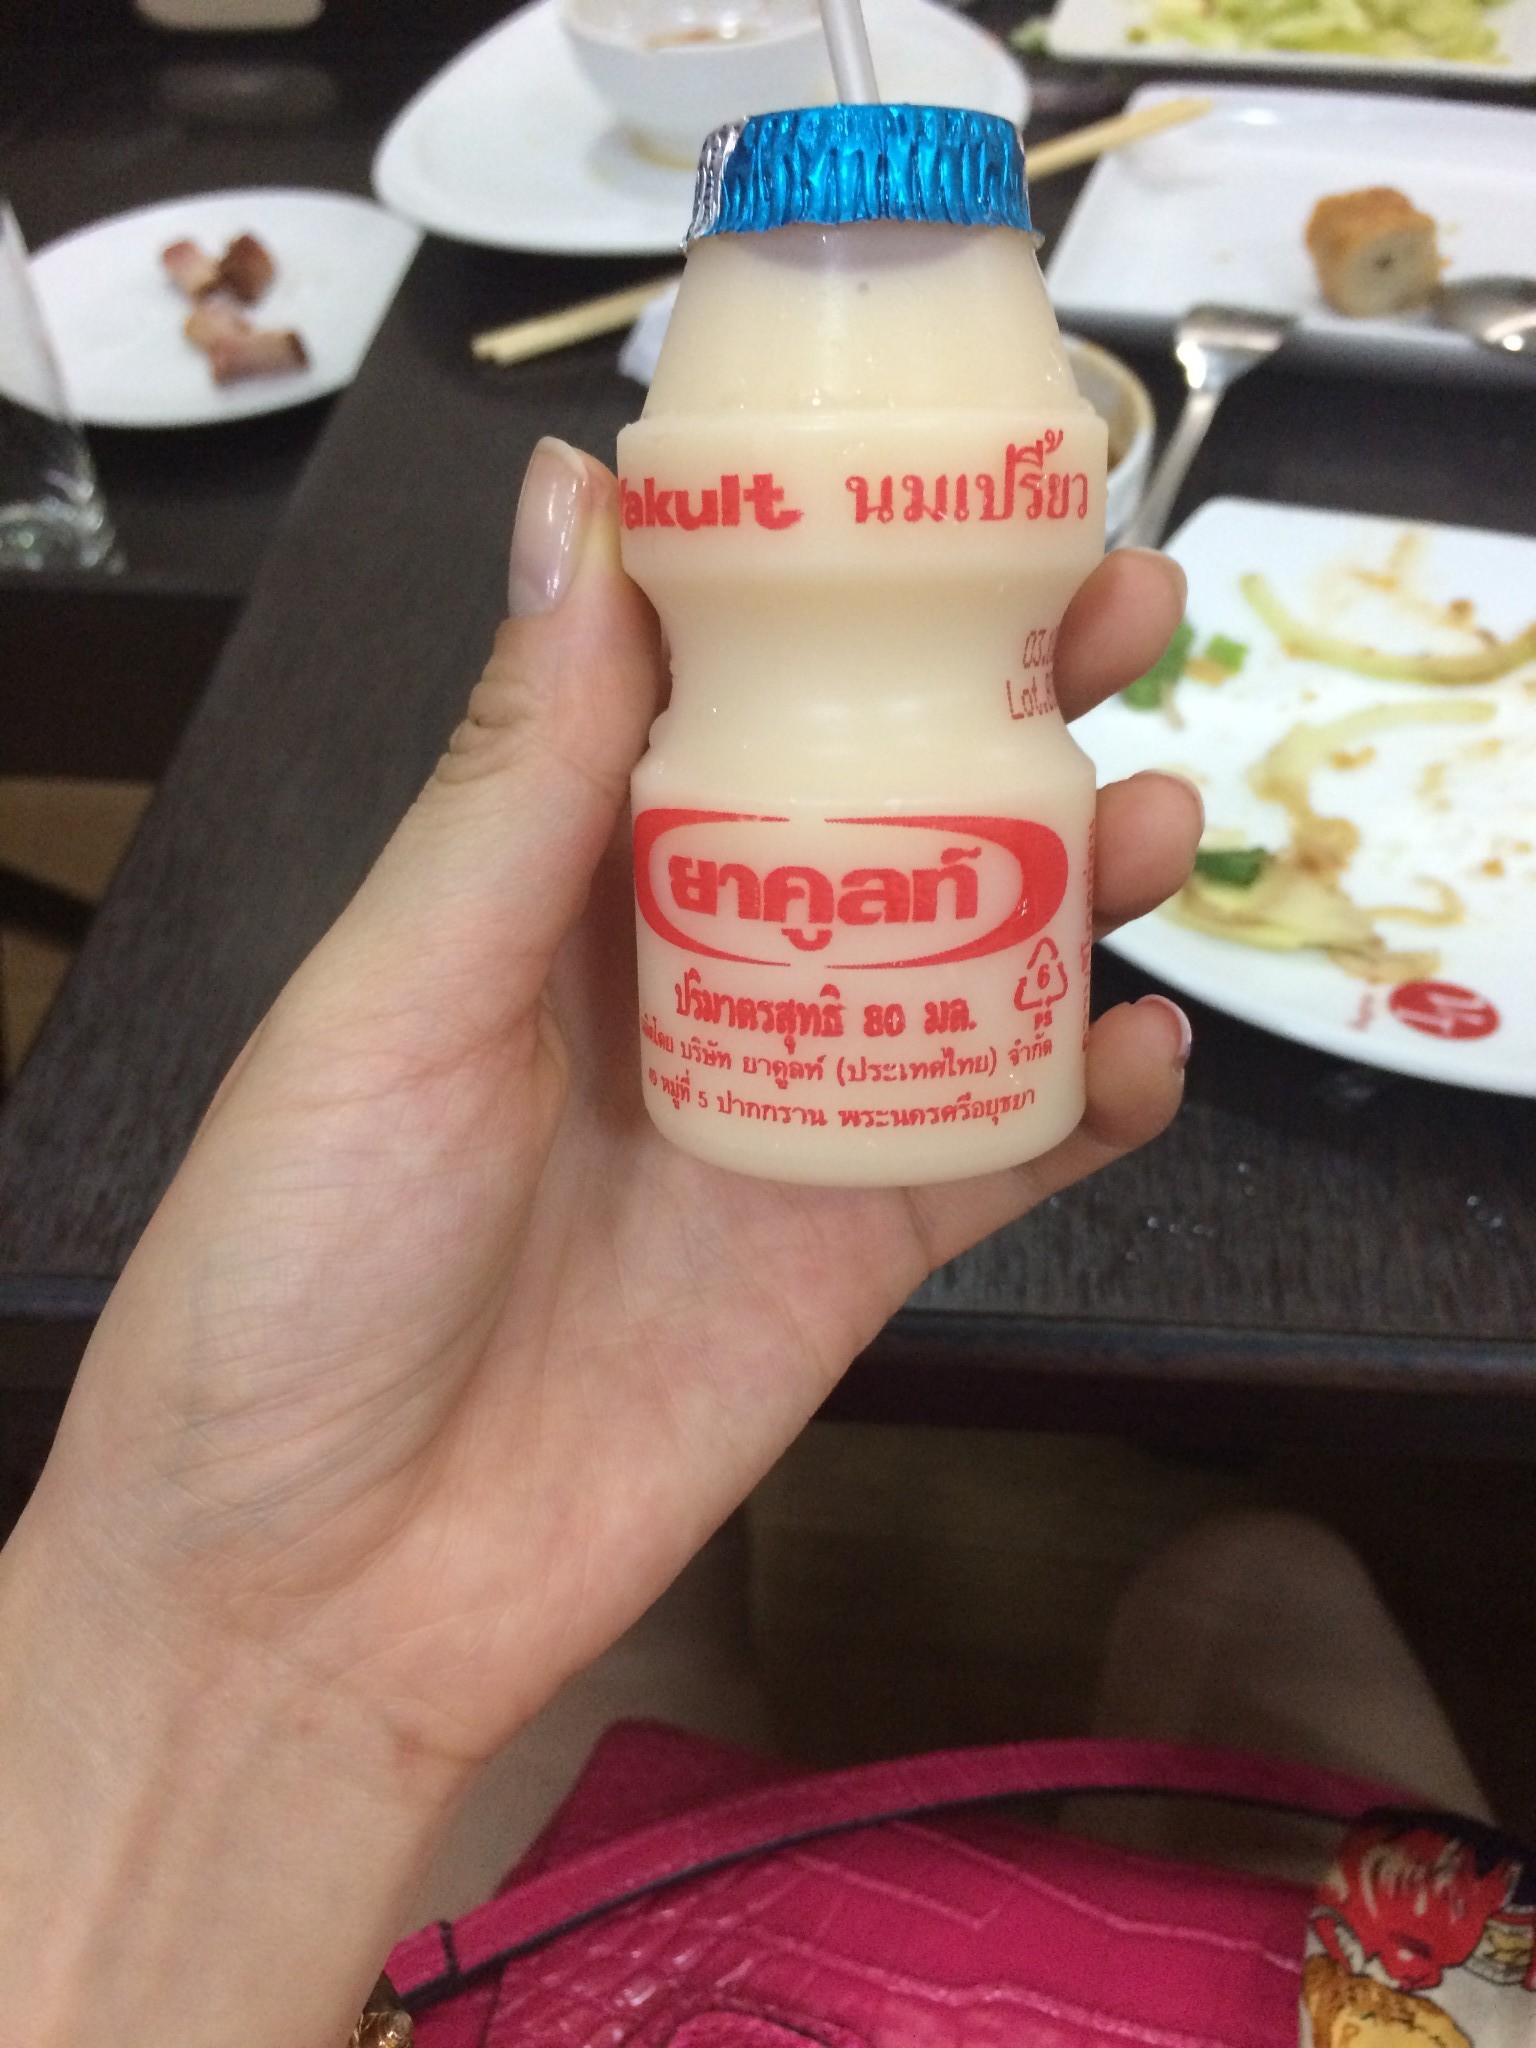 Yakult นมเปรี้ยว
ยาคูลท์
ปริมาตรสุทธิ 80 มล.
6
PS
บริษัท ยาคูลท์ (ประเทศไทย) จำกัด
หมู่ที่ 5 ปากกราน พระนครศรีอยุธยา